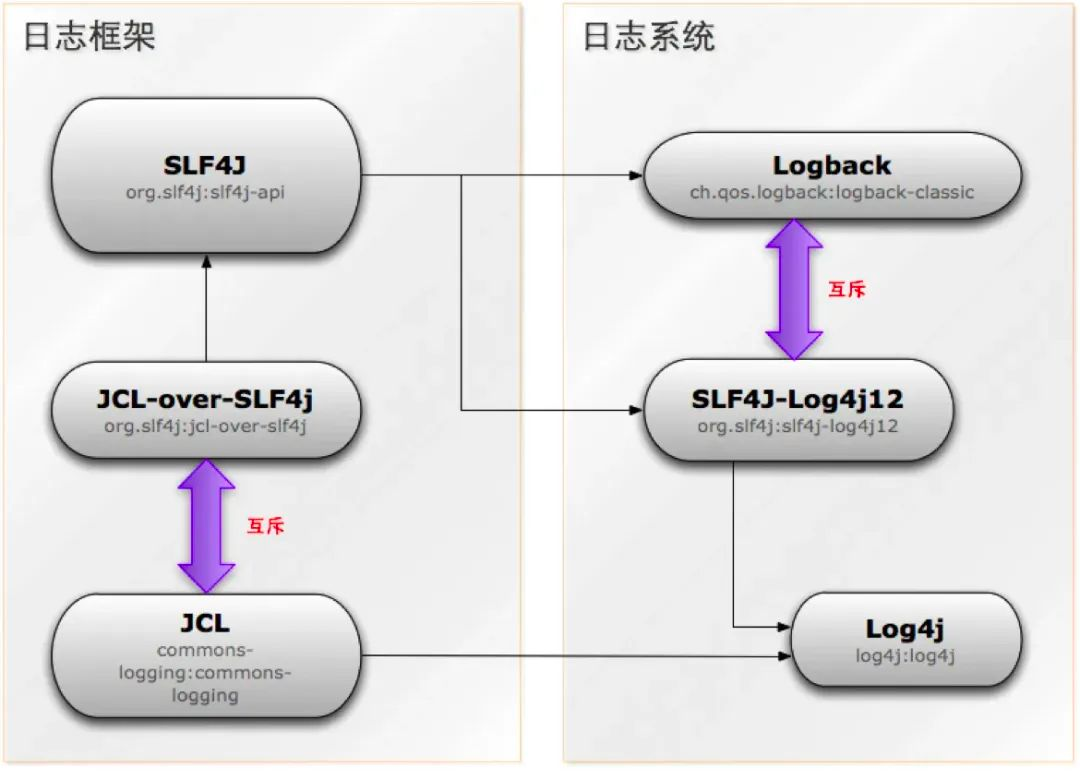 日志框架
SLF4J
org.slf4j:slf4j-api
JCL-over-SLF4j
org.slf4j:jcl-over-slf4j
互斥
JCL
commons-
logging:commons-
logging
日志系统
Logback
ch.qos.logback:logback-classic
互斥
SLF4J-Log4j12
org.slf4j:slf4j-log4j12
Log4j
log4j:log4j